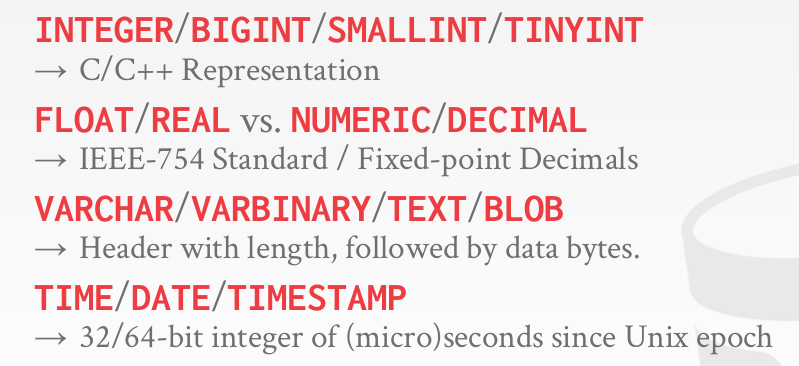 INTEGER/BIGINT/SMALLINT/TINYINT
→ C/C++ Representation
FLOAT/REAL vs. NUMERIC/DECIMAL
→ IEEE-754 Standard / Fixed-point Decimals
VARCHAR/VARBINARY/TEXT/BLOB
→ Header with length, followed by data bytes.
TIME/DATE/TIMESTAMP
→ 32/64-bit integer of (micro)seconds since Unix epoch